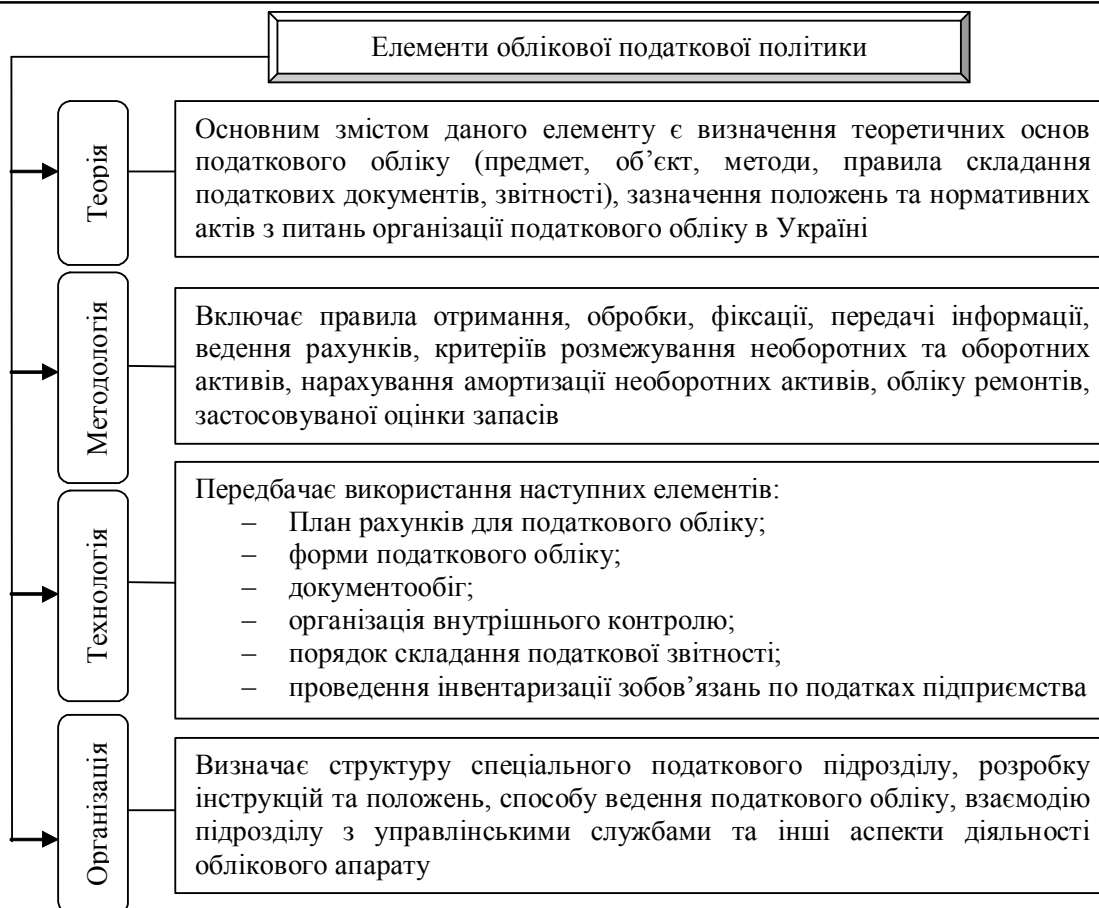 Елементи облікової податкової політики
Теорія
Основним змістом даного елементу є визначення теоретичних основ
податкового обліку (предмет, об’єкт, методи, правила складання
податкових документів, звітності), зазначення положень та нормативних
актів з питань організації податкового обліку в Україні
Методологія
Включає правила отримання, обробки, фіксації, передачі інформації,
ведення рахунків, критеріїв розмежування необоротних та оборотних
активів, нарахування амортизації необоротних активів, обліку ремонтів,
застосовуваної оцінки запасів
Технологія
Передбачає використання наступних елементів:
– План рахунків для податкового обліку;
– форми податкового обліку;
– документообіг;
– організація внутрішнього контролю;
– порядок складання податкової звітності;
– проведення інвентаризації зобов’язань по податках підприємства
Організація
Визначає структуру спеціального податкового підрозділу, розробку
інструкцій та положень, способу ведення податкового обліку, взаємодію
підрозділу з управлінськими службами та інші аспекти діяльності
облікового апарату